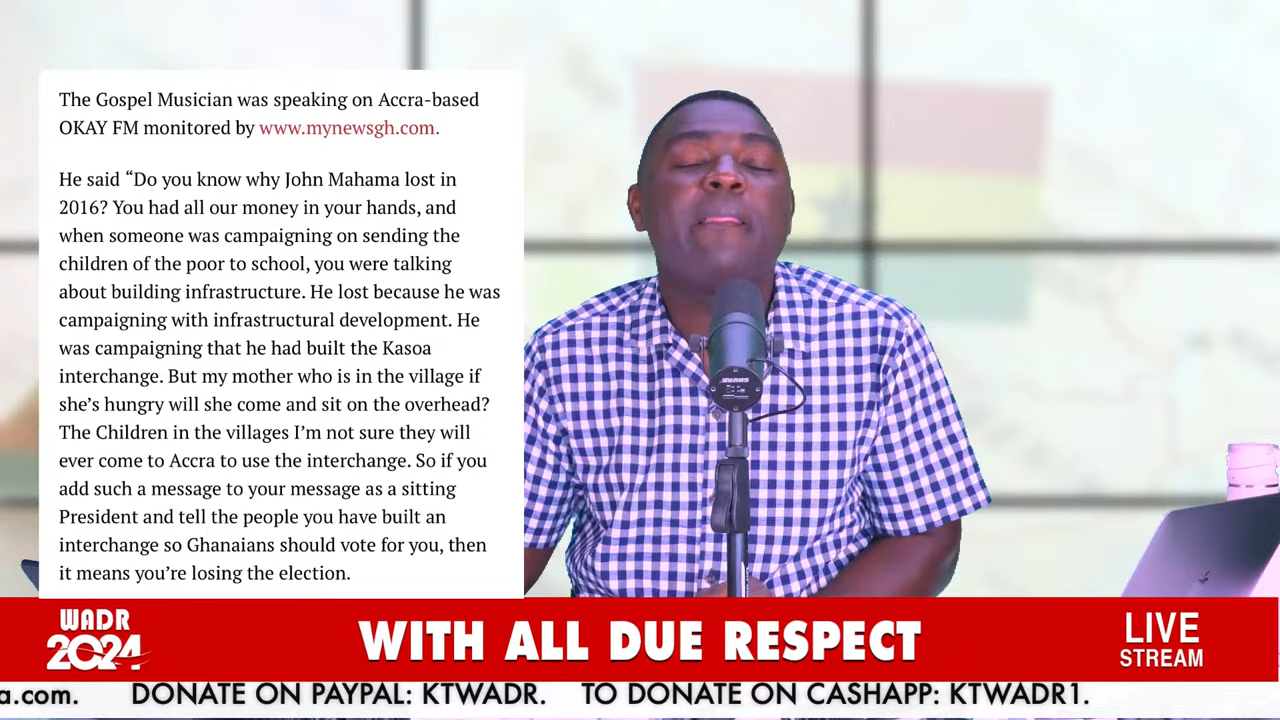 The Gospel Musician was speaking on Accra-based
OKAY FM monitored by www.mynewsgh.com.
He said “Do you know why John Mahama lost in
2016? You had all our money in your hands, and
when someone was campaigning on sending the
children of the poor to school, you were talking
about building infrastructure. He lost because he was
campaigning with infrastructural development. He
was campaigning that he had built the Kasoa
interchange. But my mother who is in the village if
she’s hungry will she come and sit on the overhead?
The Children in the villages I’m not sure they will
ever come to Accra to use the interchange. So if you
add such a message to your message as a sitting
President and tell the people you have built an
interchange so Ghanaians should vote for you, then
it means you’re losing the election.
SHURE
WADR
2024
WITH ALL DUE RESPECT
LIVE
STREAM
a.com. DONATE ON PAYPAL: KTWADR. TO DONATE ON CASHAPP: KTWADR1.